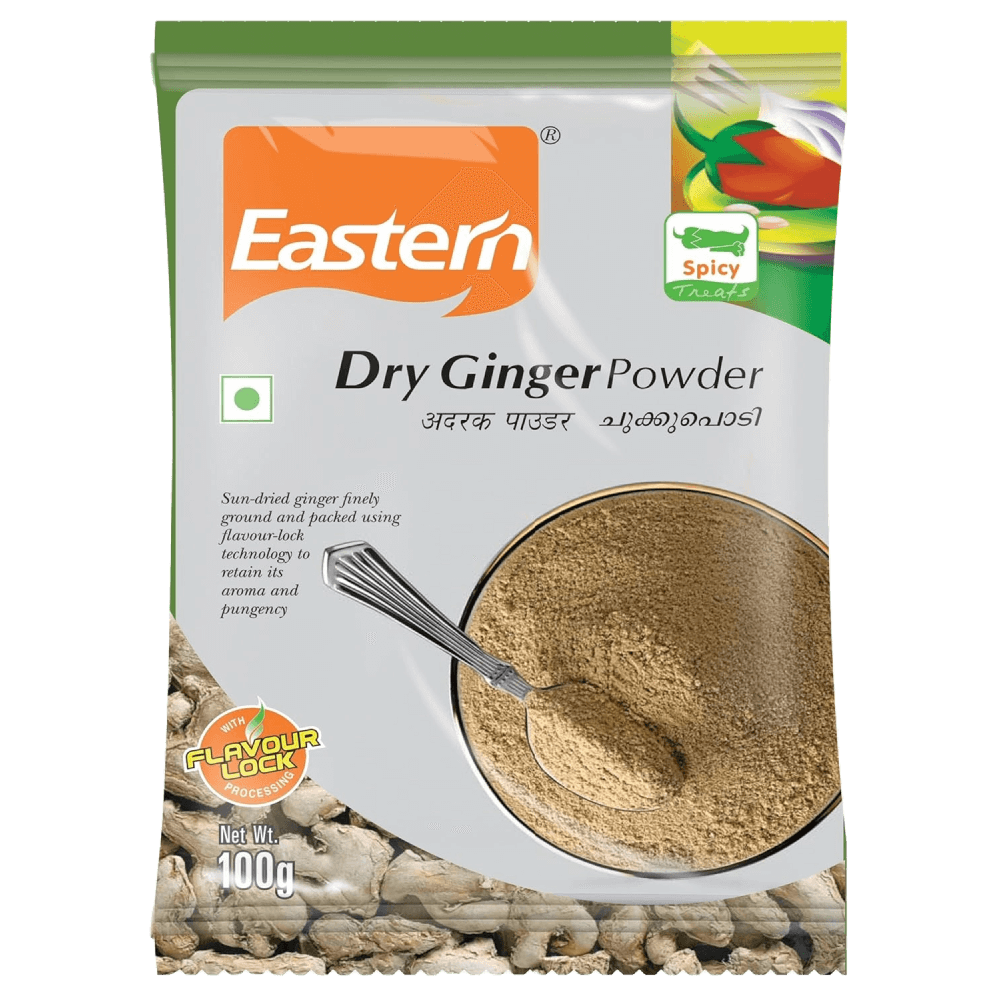 Eastern®
Spicy
Treats
Dry Ginger Powder
अदरक पाउडर ചുക്കുപൊടി
Sun-dried ginger finely
ground and packed using
flavour-lock
technology to
retain its
aroma and
pungency
WITH
FLAVOUR
LOCK
PROCESSING
Net Wt.
100g